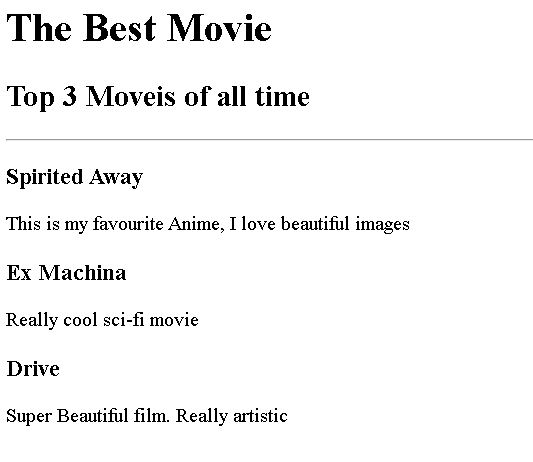 The Best Movie
Top 3 Moveis of all time
Spirited Away
This is my favourite Anime, I love beautiful images
Ex Machina
Really cool sci-fi movie
Drive
Super Beautiful film. Really artistic